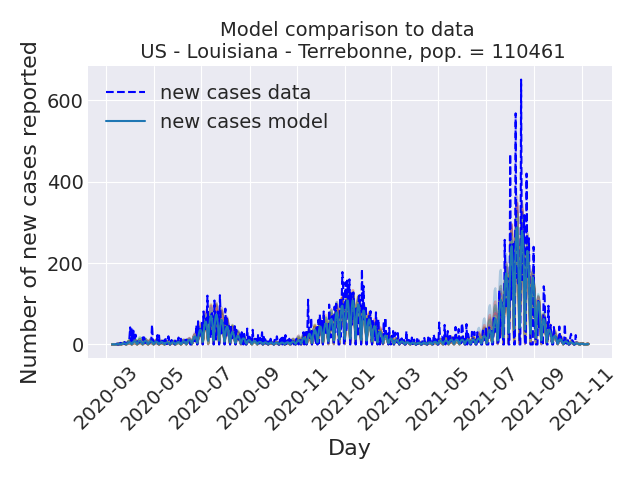 Model comparison to data
US - Louisiana - Terrebonne, pop. = 110461
Number of new cases reported
600
400
200
0
new cases data
new cases model
2020-03
2020-05
2020-07
2020-09
2020-11
2021-01
2021-03
2021-05
2021-07
2021-09
2021-11
Day